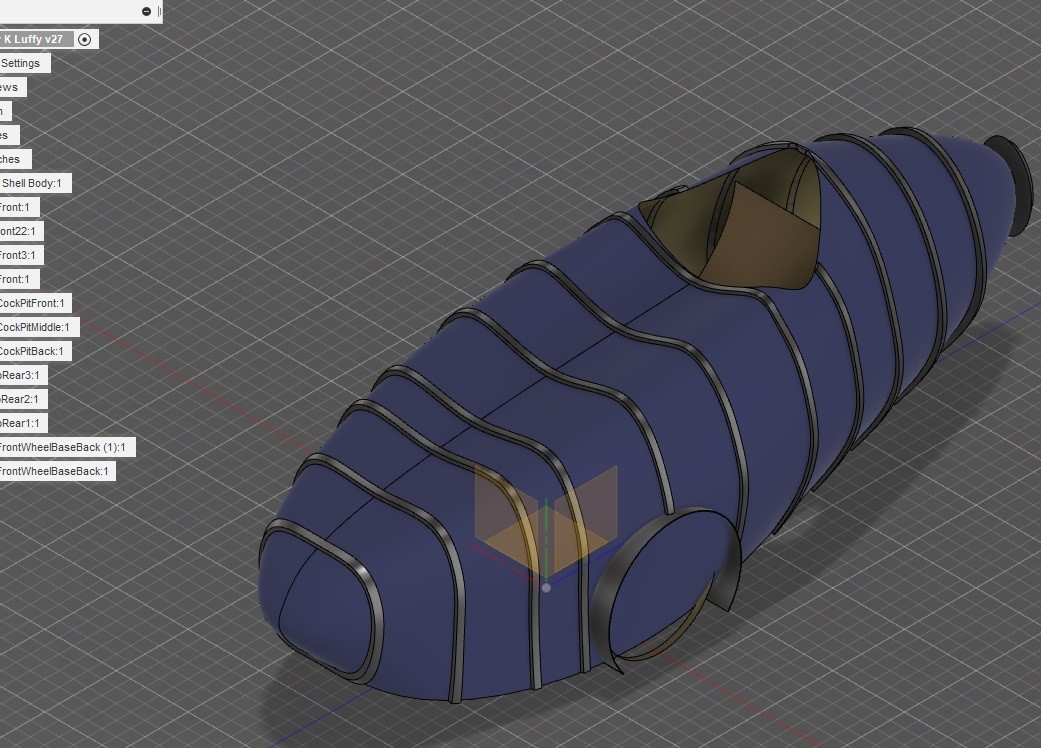 K Luffy v27
Settings
ews
n
es
ches
Shell Body:1
Front:1
ont22:1
Front3:1
Front:1
CockPitFront:1
CockPitMiddle:1
CockPitBack:1
oRear3:1
oRear2:1
oRear1:1
FrontWheelBaseBack (1):1
FrontWheelBaseBack:1